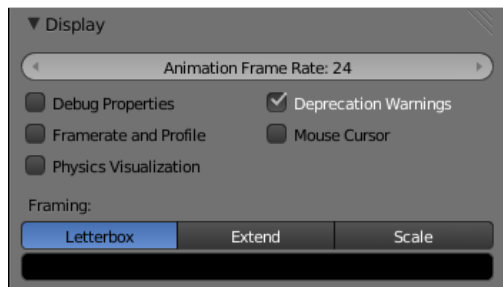 Display
Animation Frame Rate: 24
Debug Properties
Deprecation Warnings
Framerate and Profile
Mouse Cursor
Physics Visualization
Framing:
Letterbox
Extend
Scale